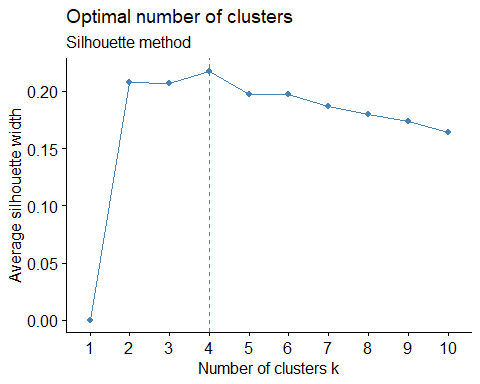 Optimal number of clusters
Silhouette method
Average silhouette width
0.20
0.15
0.10
0.05
0.00
1 2 3 4 5 6 7 8 9 10
Number of clusters k